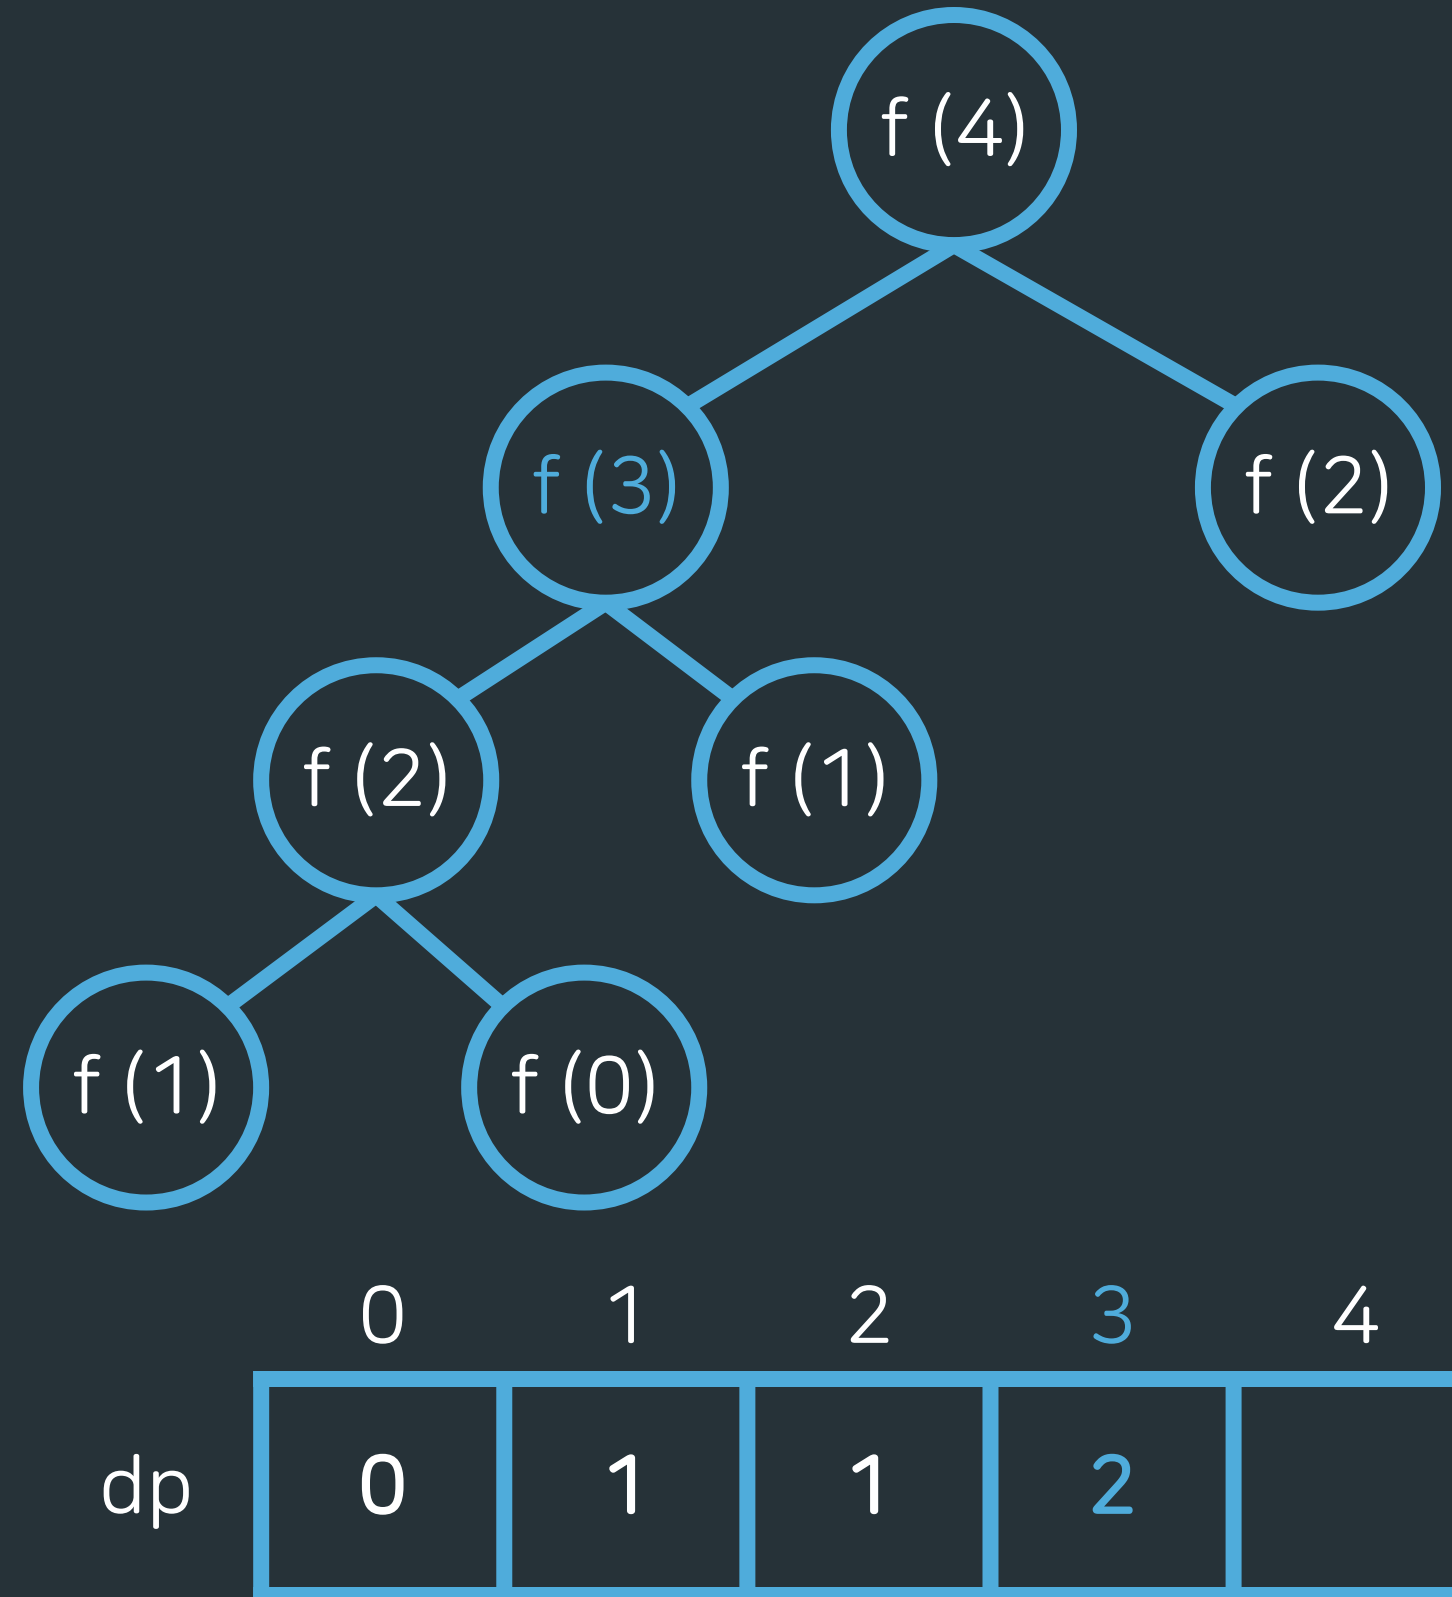 f (4)
f (3) f (2)
f (2) f (1)
f (1) f (0)
0 1 2 3 4
dp 0 1 1 2